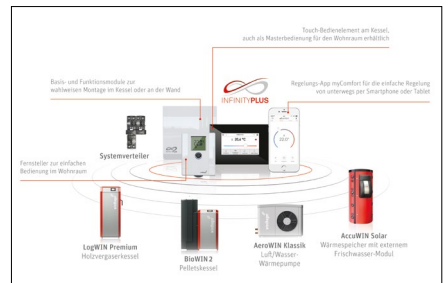 Touch-Bedienelement am Kessel,
auch als Masterbedienung für den Wohnraum erhältlich
Basis- und Funktionsmodule zur
wahlweisen Montage im Kessel oder an der Wand
INFINITYPLUS
Regelungs-App myComfort für die einfache Regelung
von unterwegs per Smartphone oder Tablet
Systemverteiler
Fernsteller zur einfachen
Bedienung im Wohnraum
LogWIN Premium
Holzvergaserkessel
BioWIN 2
Pelletskessel
AeroWIN Klassik
Luft/Wasser-
Wärmepumpe
AccuWIN Solar
Wärmespeicher mit externem
Frischwasser-Modul